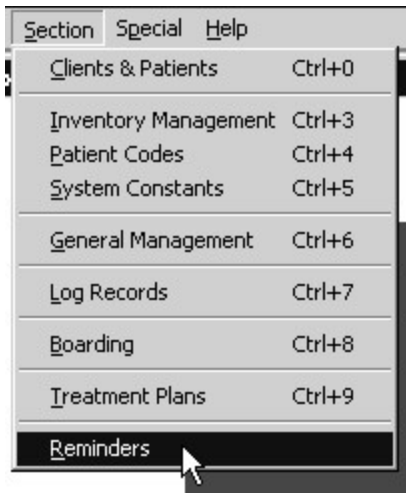 Section Special Help
Clients & Patients Ctrl+0
Inventory Management Ctrl+3
Patient Codes Ctrl+4
System Constants Ctrl+5
General Management Ctrl+6
Log Records Ctrl+7
Boarding Ctrl+8
Treatment Plans Ctrl+9
Reminders